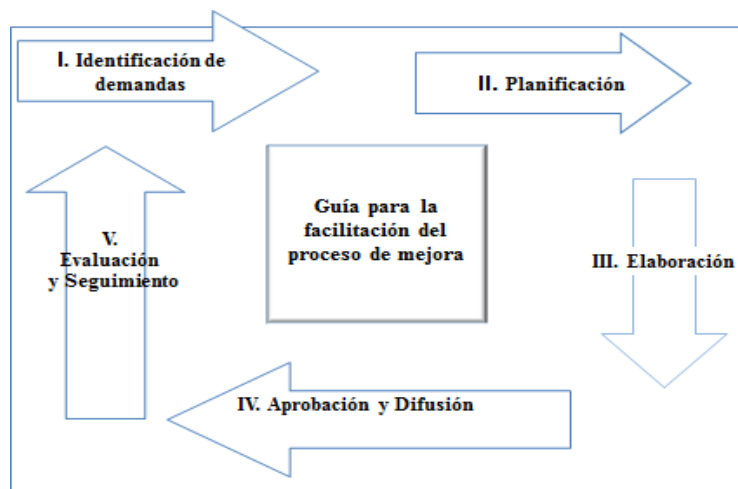 I. Identificación de
demandas
II. Planificación
Guía para la
facilitación del
proceso de mejora
V.
Evaluación
y Seguimiento
III. Elaboración
IV. Aprobación y Difusión